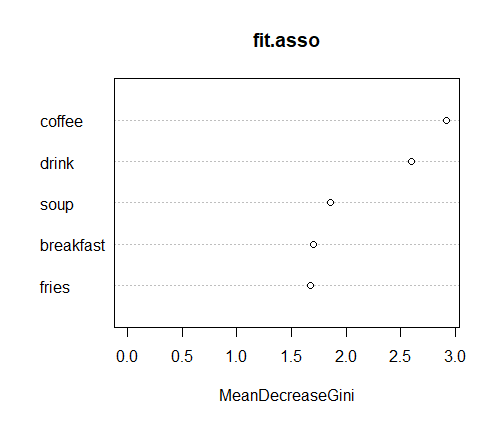 fit.asso
coffee
drink
soup
breakfast
fries
0.0 0.5 1.0 1.5 2.0 2.5 3.0
MeanDecreaseGini